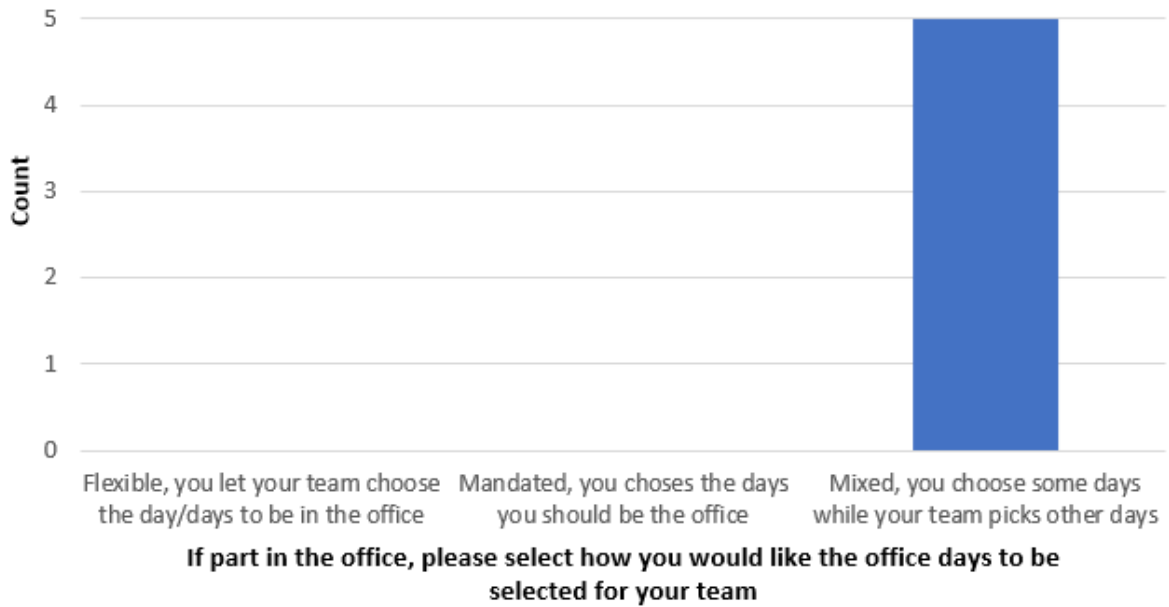 5
4
3
2
1
0
Count
Flexible, you let your team choose
the day/days to be in the office
Mandated, you choses the days
you should be the office
Mixed, you choose some days
while your team picks other days
If part in the office, please select how you would like the office days to be
selected for your team